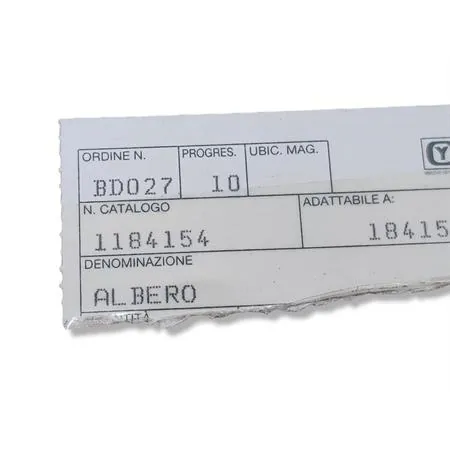 ORDINE N. PROGRES. UBIC. MAG.
BD027 10
N. CATALOGO ADATTABILE A:
1184154 18415
DENOMINAZIONE
ALBERO